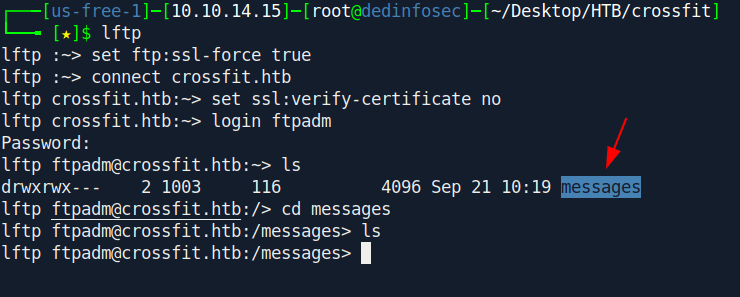 ┌──[us-free-1]─[10.10.14.15]─[root@dedinfosec]─[~/Desktop/HTB/crossfit]
└──╼ [★]$ lftp
lftp :~> set ftp:ssl-force true
lftp :~> connect crossfit.htb
lftp crossfit.htb:~> set ssl:verify-certificate no
lftp crossfit.htb:~> login ftpadm
Password:
lftp ftpadm@crossfit.htb:~> ls
drwxrwx---    2 1003     116          4096 Sep 21 10:19 messages
lftp ftpadm@crossfit.htb:/> cd messages
lftp ftpadm@crossfit.htb:/messages> ls
lftp ftpadm@crossfit.htb:/messages>